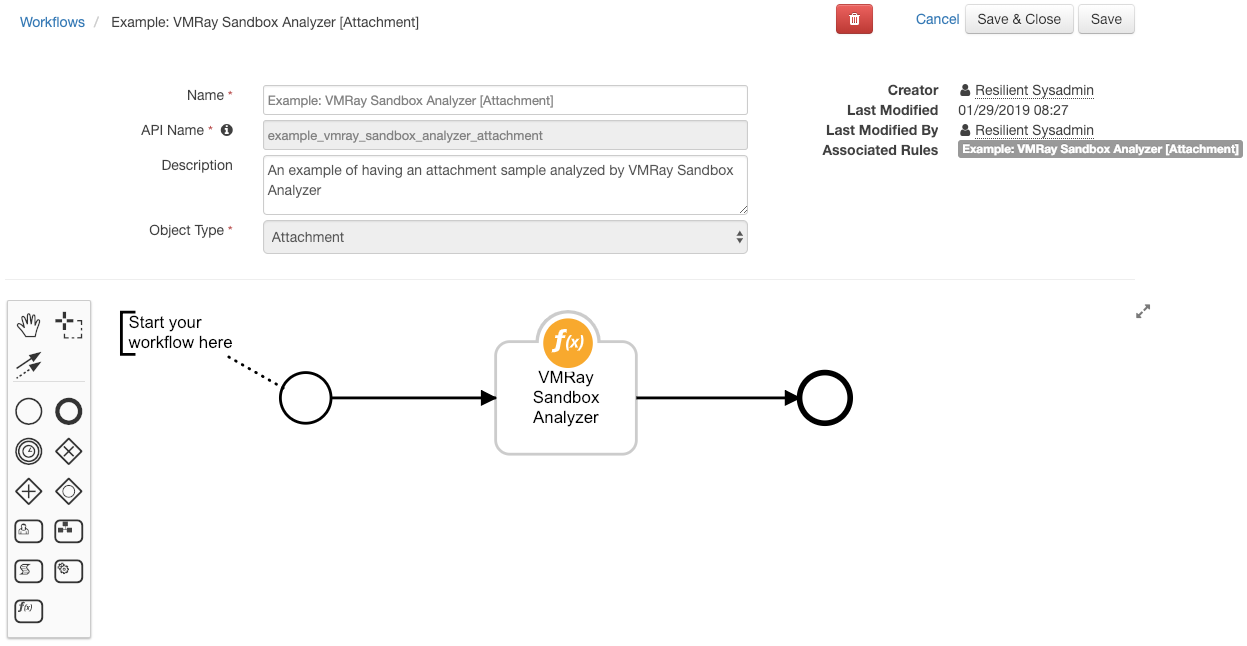 Workflows / Example: VMRay Sandbox Analyzer [Attachment]
Cancel
Save & Close
Save
Name *
Example: VMRay Sandbox Analyzer [Attachment]
API Name *
example_vmray_sandbox_analyzer_attachment
Description
An example of having an attachment sample analyzed by VMRay Sandbox
Analyzer
Object Type *
Attachment
Creator Resilient Sysadmin
Last Modified 01/29/2019 08:27
Last Modified By Resilient Sysadmin
Associated Rules Example: VMRay Sandbox Analyzer [Attachment]
Start your
workflow here
f(x)
VMRay
Sandbox
Analyzer
f(x)